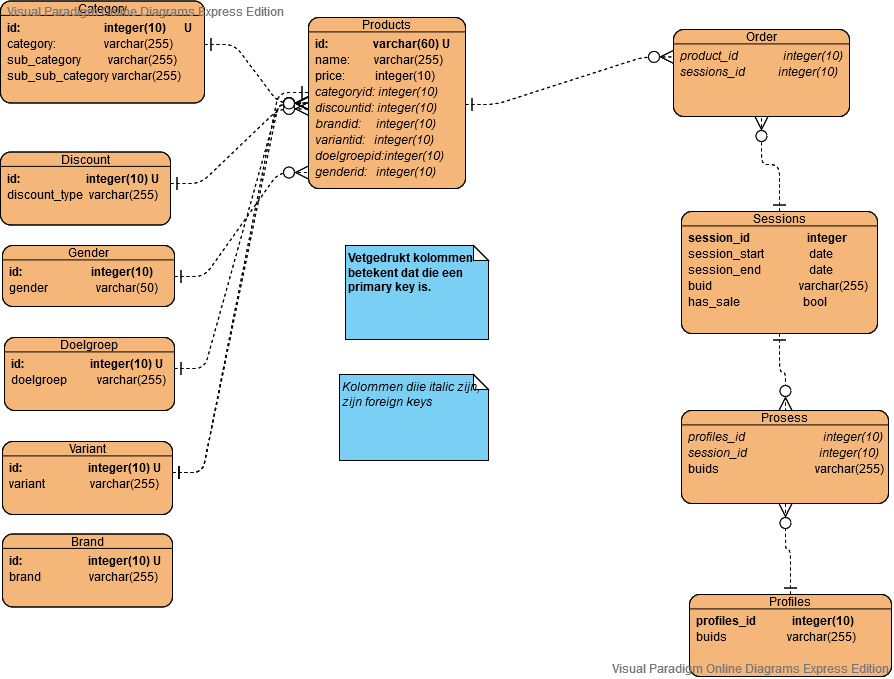 Visual Paradigm Online Diagrams Express Edition
Category
id: integer(10) U
category: varchar(255)
sub_category varchar(255)
sub_sub_category varchar(255)
Products
id: varchar(60) U
name: varchar(255)
price: integer(10)
categoryid: integer(10)
discountid: integer(10)
brandid: integer(10)
variantid: integer(10)
doelgroepid:integer(10)
genderid: integer(10)
Order
product_id integer(10)
sessions_id integer(10)
Discount
id: integer(10) U
discount_type varchar(255)
Gender
id: integer(10)
gender varchar(50)
Doelgroep
id: integer(10) U
doelgroep varchar(255)
Variant
id: integer(10) U
variant varchar(255)
Brand
id: integer(10) U
brand varchar(255)
Vetgedrukt kolommen
betekent dat die een
primary key is.
Kolommen diie italic zijn,
zijn foreign keys
Sessions
session_id integer
session_start date
session_end date
buid varchar(255)
has_sale bool
Prosess
profiles_id integer(10)
session_id integer(10)
buids varchar(255)
Profiles
profiles_id integer(10)
buids varchar(255)
Visual Paradigm Online Diagrams Express Edition